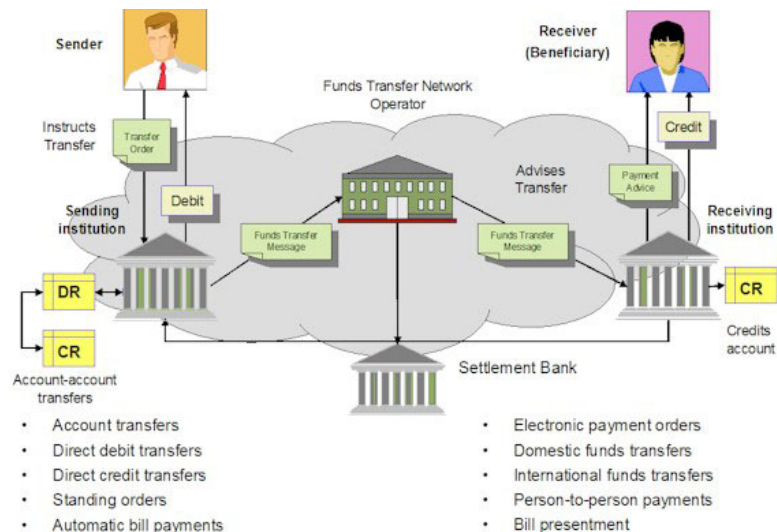 Sender
Receiver
(Beneficiary)
Funds Transfer Network
Operator
Instructs
Transfer
Transfer
Order
Credit
Advises
Transfer
Payment
Advice
Debit
Sending
institution
Receiving
institution
Funds Transfer
Message
Funds Transfer
Message
DR
CR
CR
Credits
account
Account-account
transfers
Settlement Bank
• Account transfers
• Direct debit transfers
• Direct credit transfers
• Standing orders
• Automatic bill payments
• Electronic payment orders
• Domestic funds transfers
• International funds transfers
• Person-to-person payments
• Bill presentment